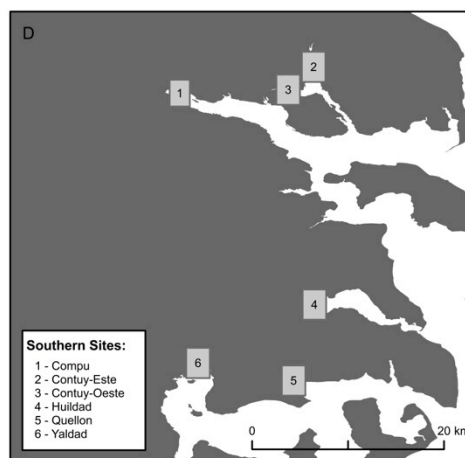 D
2
3
1
4
Southern Sites:
1 - Compu
2 - Contuy-Este
3 - Contuy-Oeste
4 - Huildad
5 - Quellon
6 - Yaldad
6
5
0
20 km